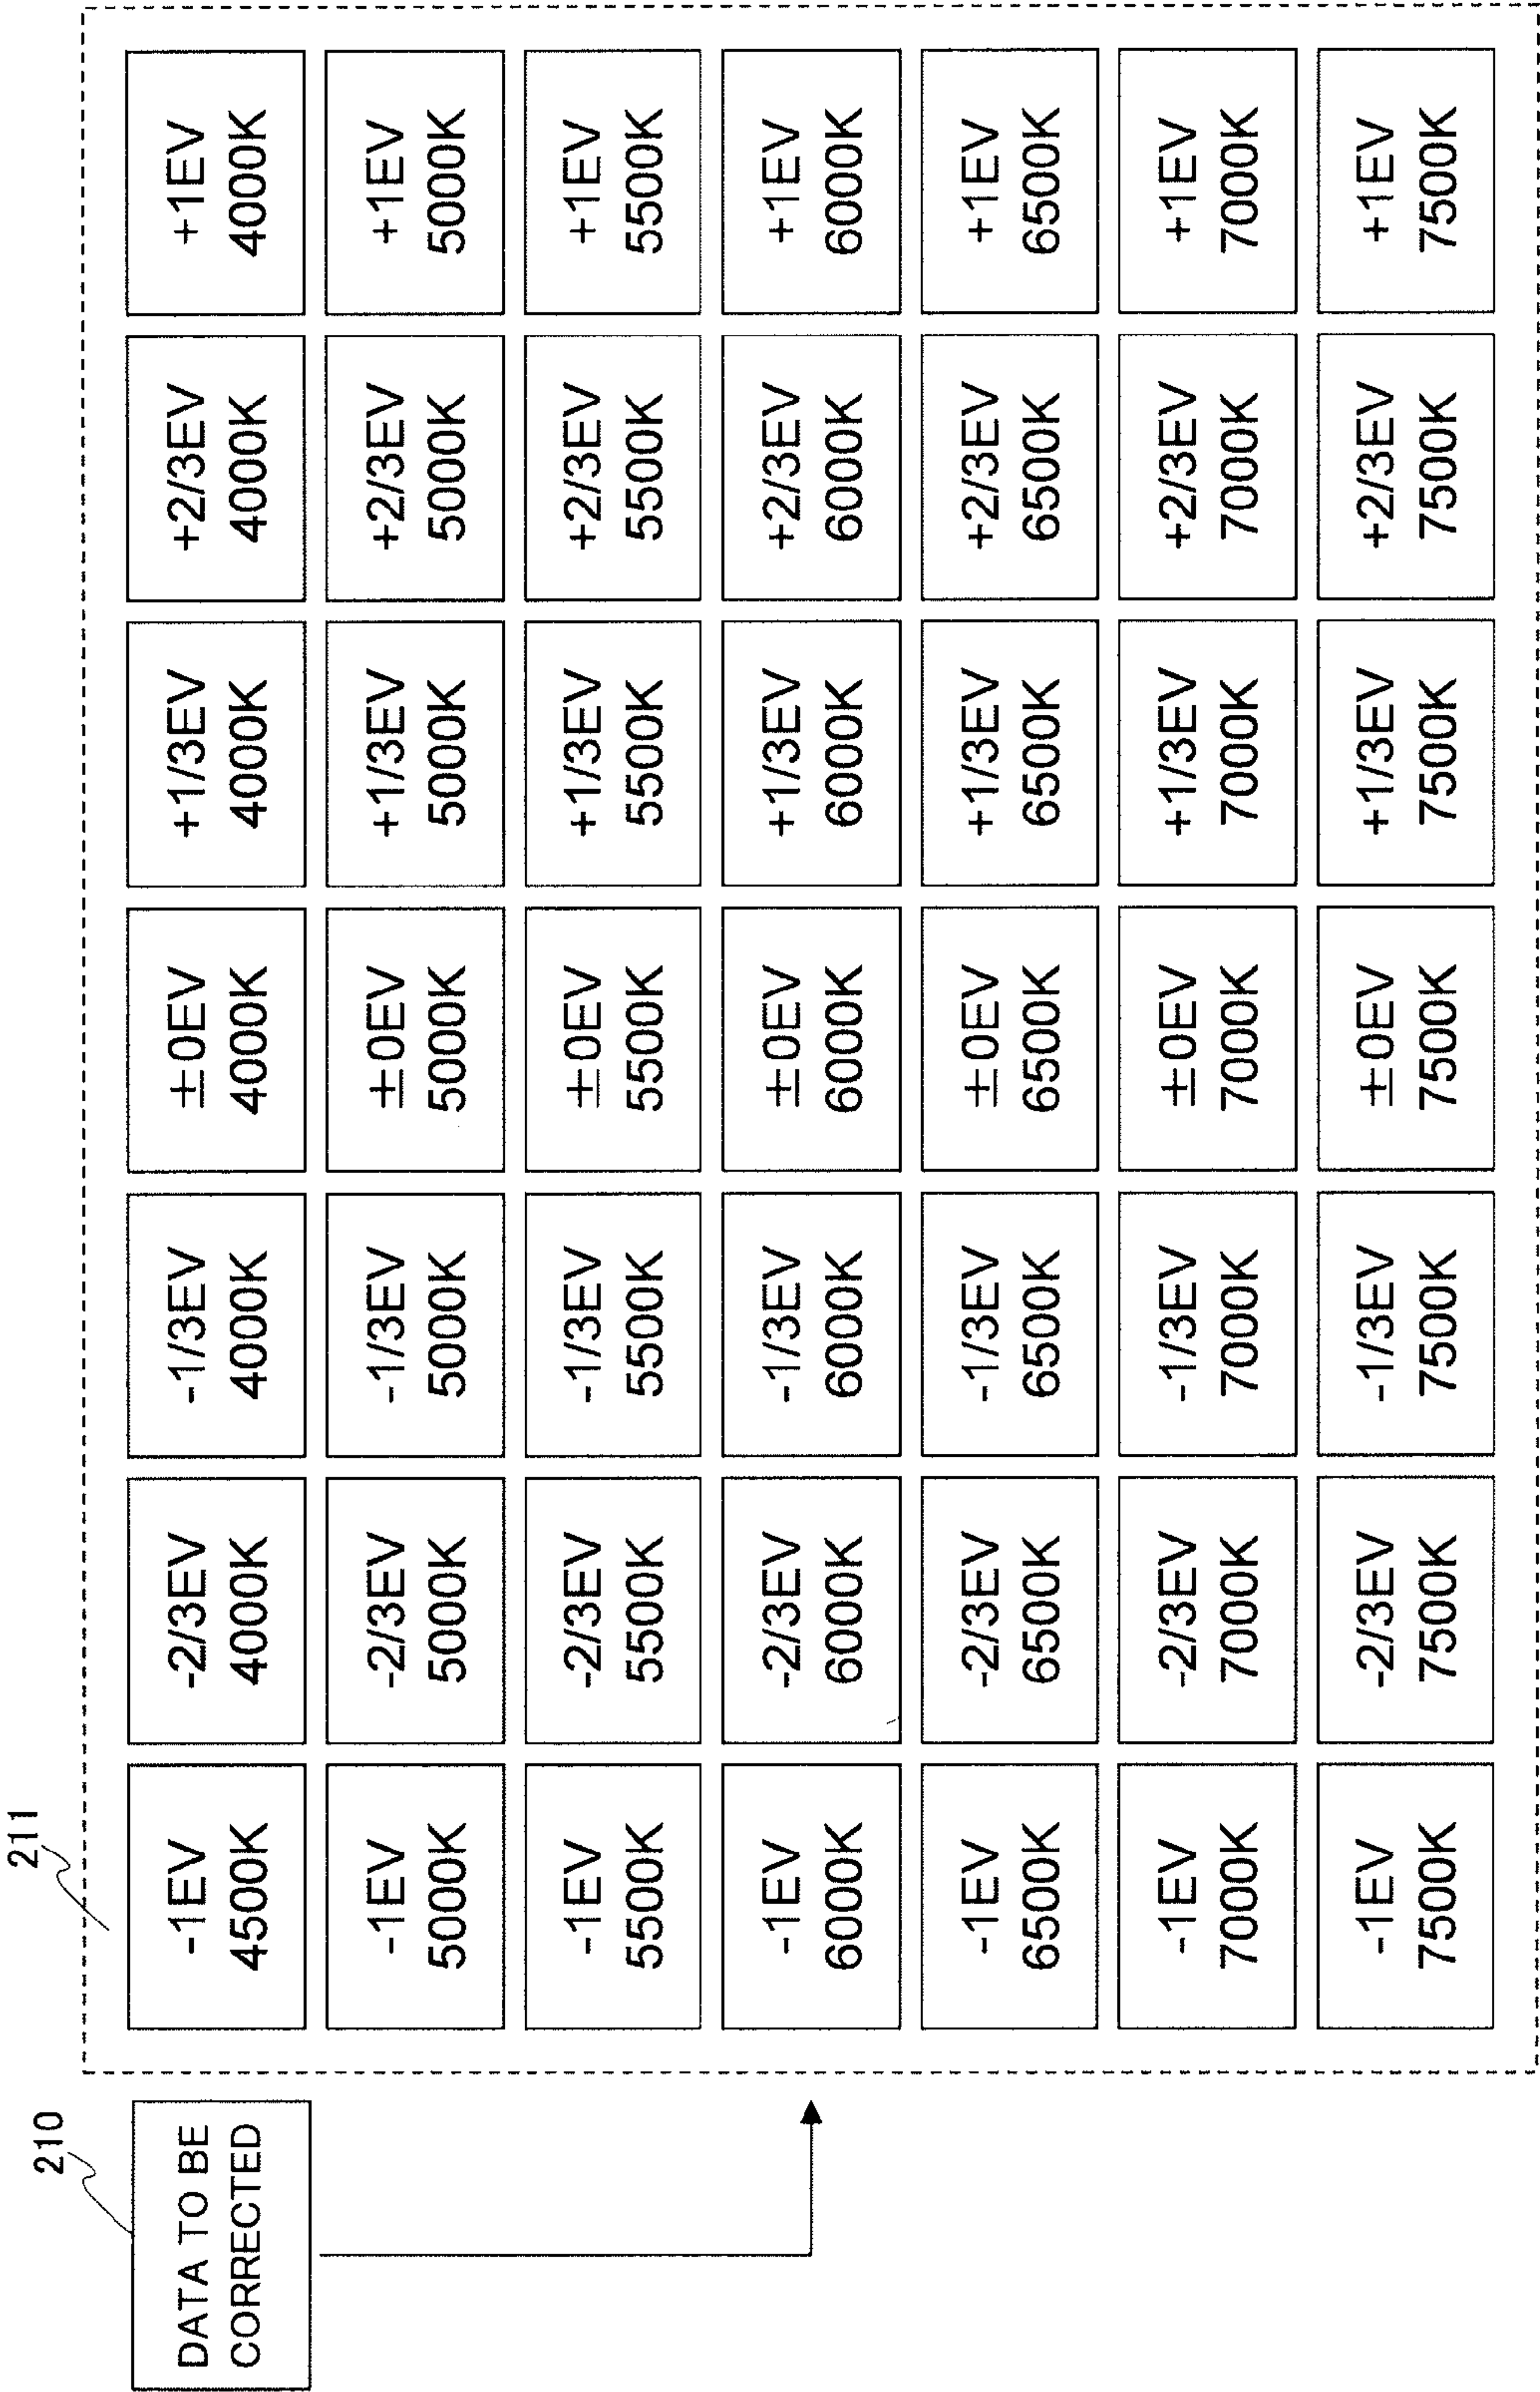 210
DATA TO BE
CORRECTED
211
-1EV
4500K
-2/3EV
4000K
-1/3EV
4000K
±0EV
4000K
+1/3EV
4000K
+2/3EV
4000K
+1EV
4000K
-1EV
5000K
-2/3EV
5000K
-1/3EV
5000K
±0EV
5000K
+1/3EV
5000K
+2/3EV
5000K
+1EV
5000K
-1EV
5500K
-2/3EV
5500K
-1/3EV
5500K
±0EV
5500K
+1/3EV
5500K
+2/3EV
5500K
+1EV
5500K
-1EV
6000K
-2/3EV
6000K
-1/3EV
6000K
±0EV
6000K
+1/3EV
6000K
+2/3EV
6000K
+1EV
6000K
-1EV
6500K
-2/3EV
6500K
-1/3EV
6500K
±0EV
6500K
+1/3EV
6500K
+2/3EV
6500K
+1EV
6500K
-1EV
7000K
-2/3EV
7000K
-1/3EV
7000K
±0EV
7000K
+1/3EV
7000K
+2/3EV
7000K
+1EV
7000K
-1EV
7500K
-2/3EV
7500K
-1/3EV
7500K
±0EV
7500K
+1/3EV
7500K
+2/3EV
7500K
+1EV
7500K